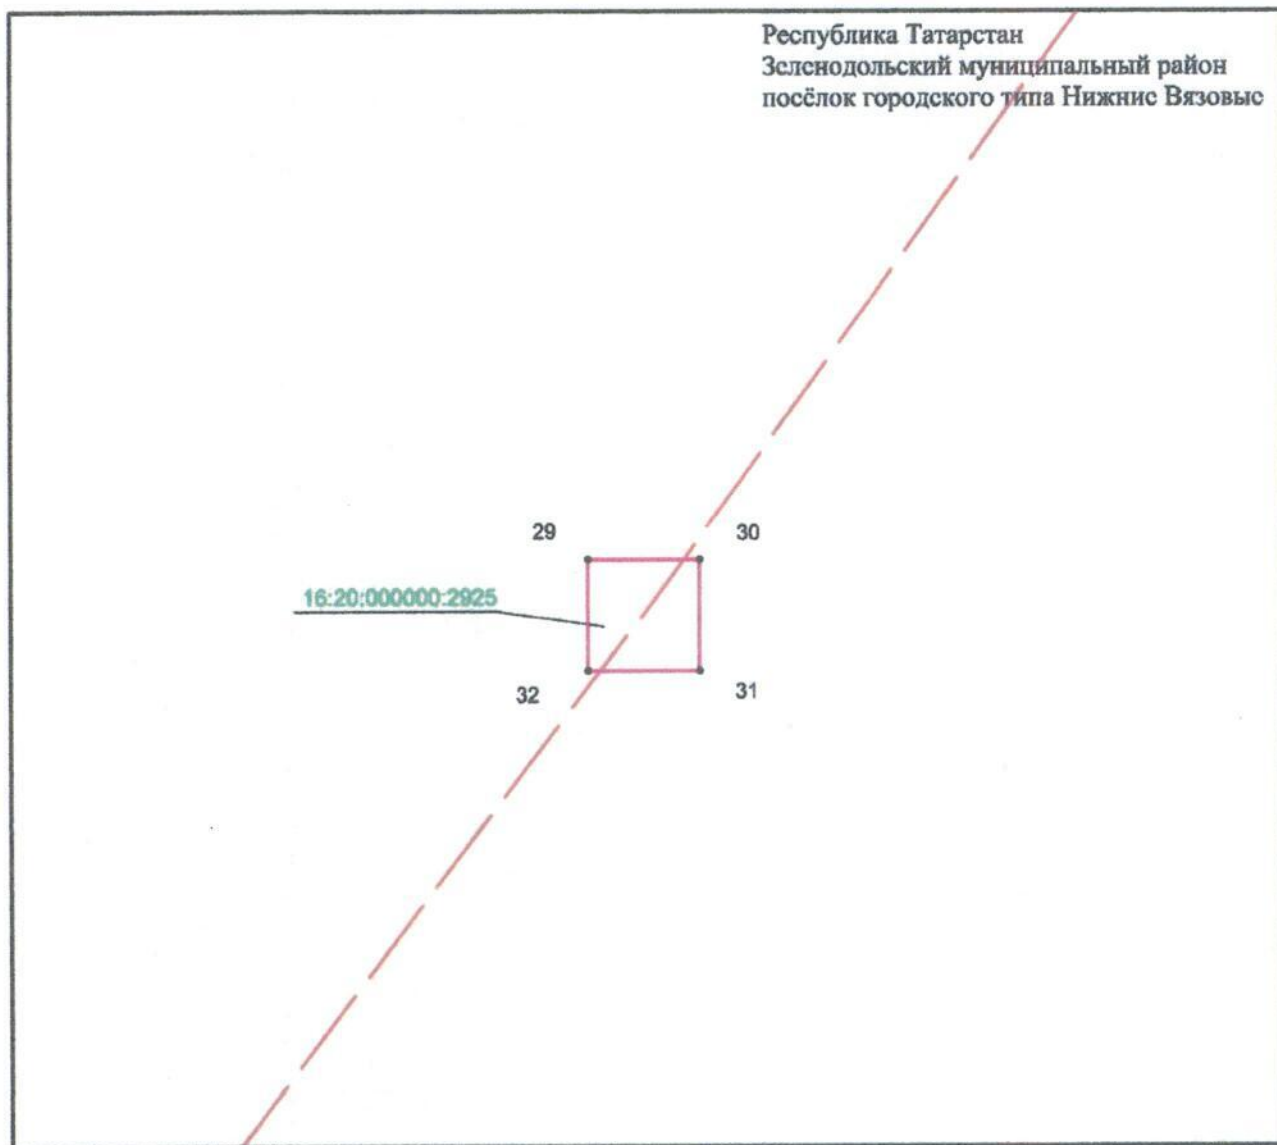 Республика Татарстан
Зеленодольский муниципальный район
посёлок городского типа Нижние Вязовые
29
30
16:20:000000:2925
32
31